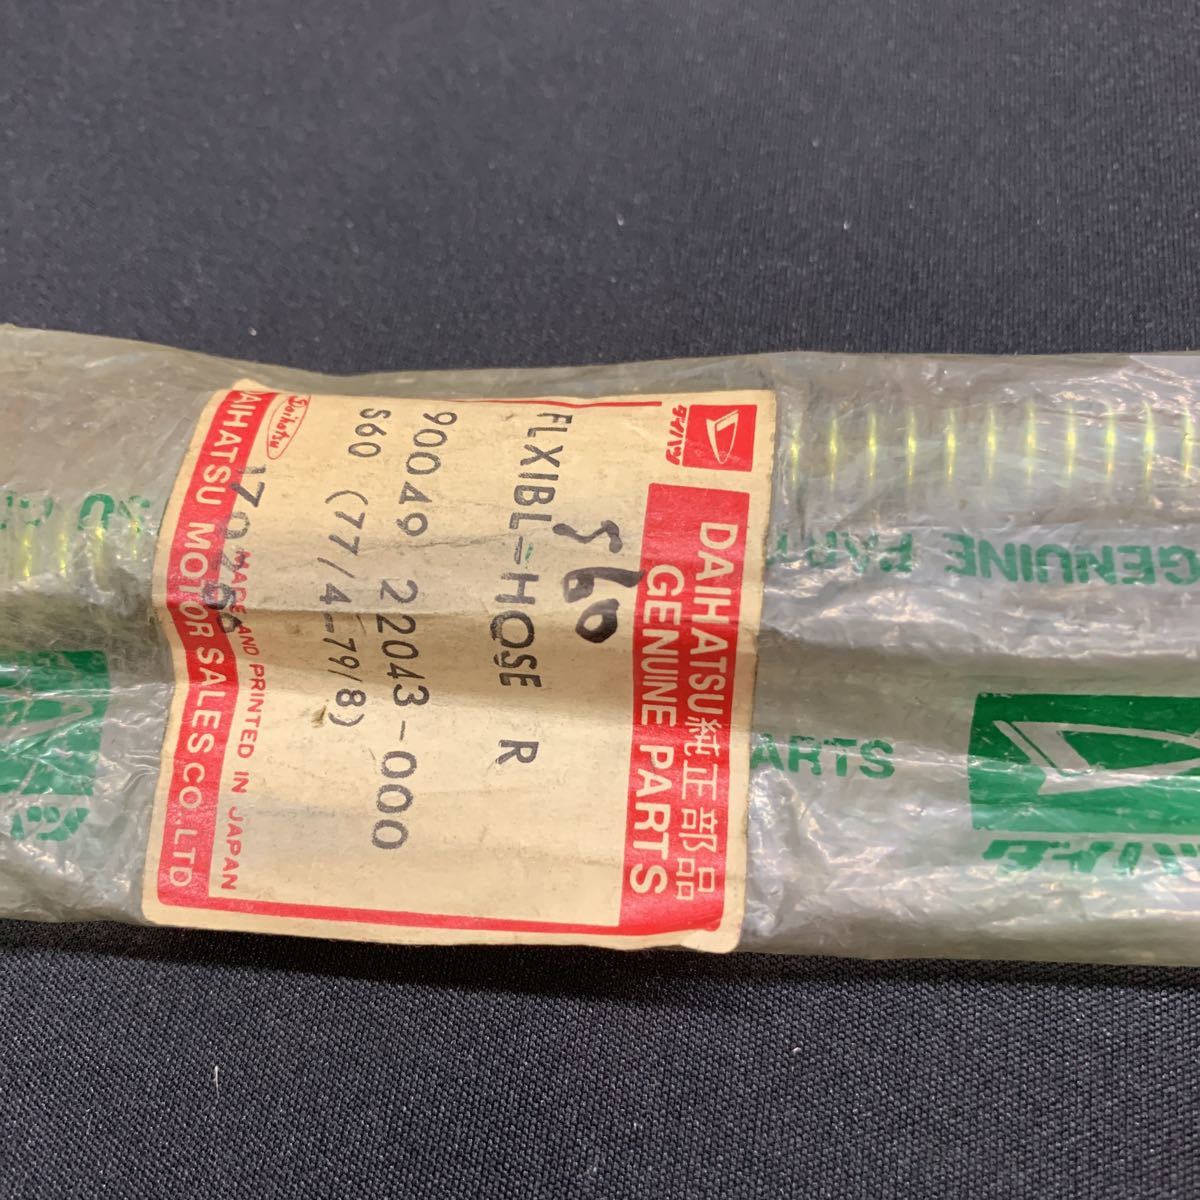 ダイハツ
DAIHATSU純正部品
GENUINE PARTS
S60
FLXIBL-HOSE R
90049 22043-000
S60 (77/4-79/8)
Daihatsu
MADE AND PRINTED IN JAPAN
DAIHATSU MOTOR SALES CO.,LTD
GENUINE PAR
ARTS